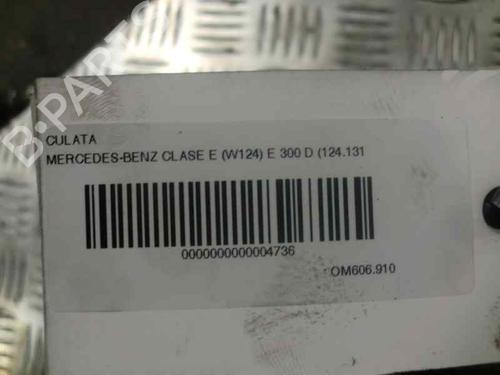 B-PARTS
CULATA
MERCEDES-BENZ CLASE E (W124) E 300 D (124.131
0000000000004736
OM606.910